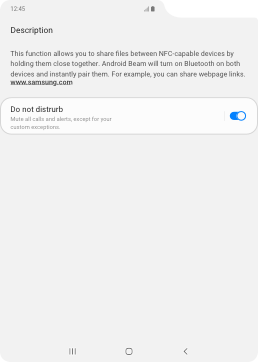 12:45
Description
This function allows you to share files between NFC-capable devices by
holding them close together. Android Beam will turn on Bluetooth on both
devices and instantly pair them. For example, you can share webpage links.
www.samsung.com
Do not distrurb
Mute all calls and alerts, except for your
custom exceptions.